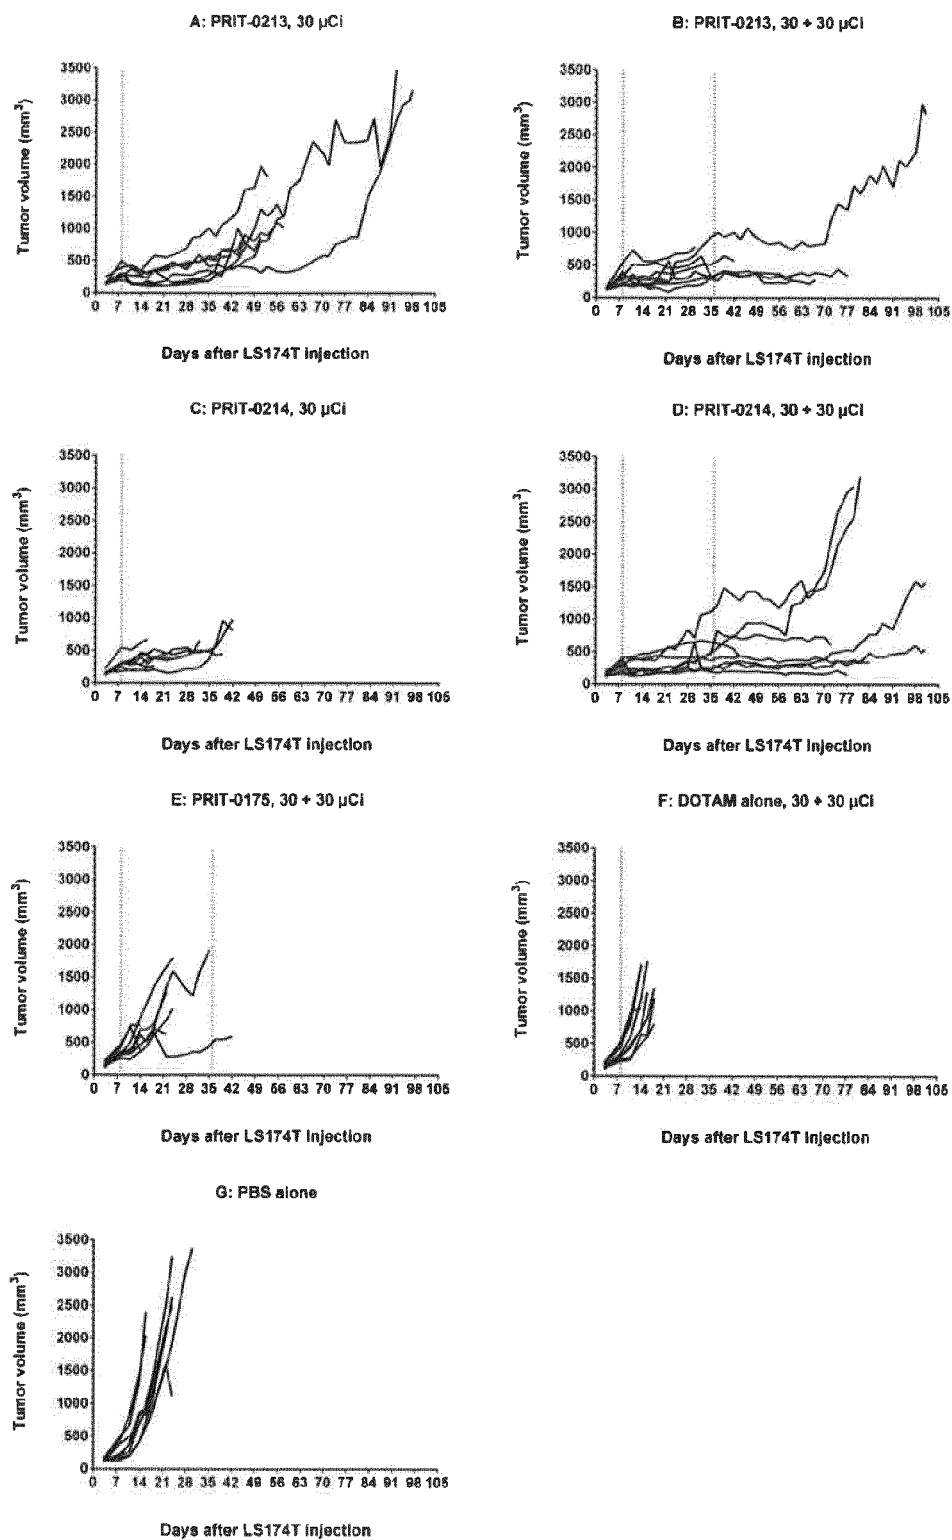 A: PRIT-0213, 30 µCi
Tumor volume (mm³)
3500
3000
2500
2000
1500
1000
500
0
0 7 14 21 28 35 42 49 56 63 70 77 84 91 98 105
Days after LS174T injection
B: PRIT-0213, 30 + 30 µCi
Tumor volume (mm³)
3500
3000
2500
2000
1500
1000
500
0
0 7 14 21 28 35 42 49 56 63 70 77 84 91 98 105
Days after LS174T injection
C: PRIT-0214, 30 µCi
Tumor volume (mm³)
3500
3000
2500
2000
1500
1000
500
0
0 7 14 21 28 35 42 49 56 63 70 77 84 91 98 105
Days after LS174T injection
D: PRIT-0214, 30 + 30 µCi
Tumor volume (mm³)
3500
3000
2500
2000
1500
1000
500
0
0 7 14 21 28 35 42 49 56 63 70 77 84 91 98 105
Days after LS174T injection
E: PRIT-0175, 30 + 30 µCi
Tumor volume (mm³)
3500
3000
2500
2000
1500
1000
500
0
0 7 14 21 28 35 42 49 56 63 70 77 84 91 98 105
Days after LS174T injection
F: DOTAM alone, 30 + 30 µCi
Tumor volume (mm³)
3500
3000
2500
2000
1500
1000
500
0
0 7 14 21 28 35 42 49 56 63 70 77 84 91 98 105
Days after LS174T injection
G: PBS alone
Tumor volume (mm³)
3500
3000
2500
2000
1500
1000
500
0
0 7 14 21 28 35 42 49 56 63 70 77 84 91 98 105
Days after LS174T injection